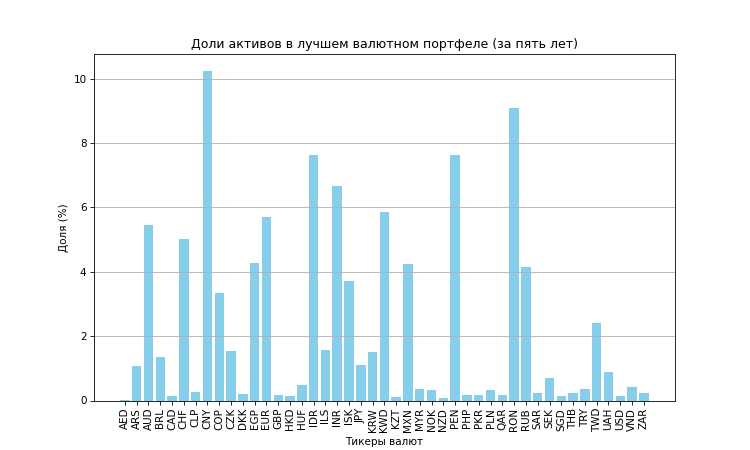 Доли активов в лучшем валютном портфеле (за пять лет)
Доля (%)
10
8
6
4
2
0
AED ARS AUD BRL CAD CHF CLP CNY COP CZK DKK EGP EUR GBP HKD HUF IDR ILS INR ISK JPY KRW KWD KZT MXN MYR NOK NZD PEN PHP PKR PLN QAR RON RUB SAR SEK SGD THB TRY TWD UAH USD VND ZAR
Тикеры валют